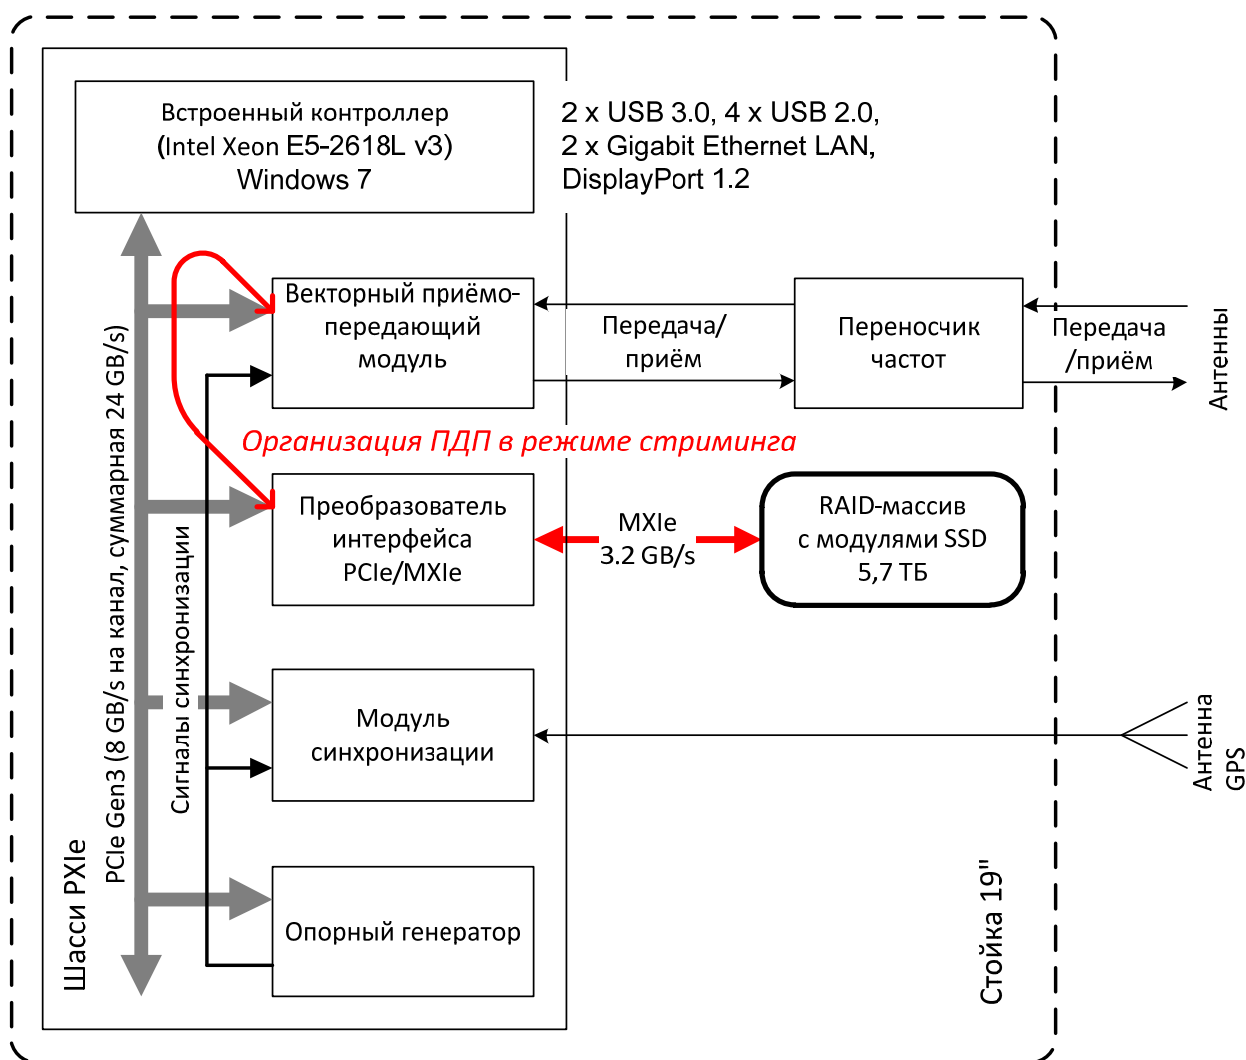 Встроенный контроллер
(Intel Xeon E5-2618L v3)
Windows 7
2 x USB 3.0, 4 x USB 2.0,
2 x Gigabit Ethernet LAN,
DisplayPort 1.2
Векторный приёмо-
передающий
модуль
Передача/
приём
Переносчик
частот
Передача
/приём
Антенны
Организация ПДП в режиме стриминга
Преобразователь
интерфейса
PCIe/MXIe
MXIe
3.2 GB/s
RAID-массив
с модулями SSD
5,7 ТБ
PCIe Gen3 (8 GB/s на канал, суммарная 24 GB/s)
Сигналы синхронизации
Модуль
синхронизации
Антенна
GPS
Опорный генератор
Шасси PXIe
Стойка 19"